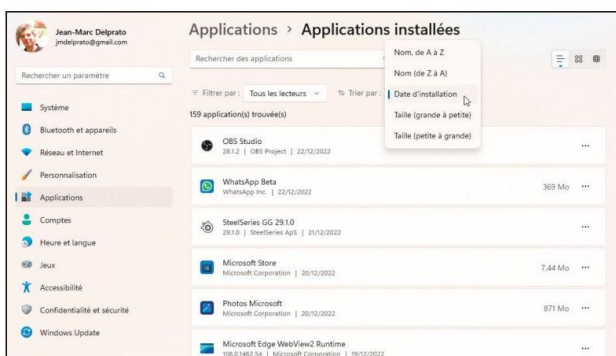 Jean-Marc Delprato
jmdelprato@gmail.com
Rechercher un paramètre
Système
Bluetooth et appareils
Réseau et Internet
Personnalisation
Applications
Comptes
Heure et langue
Jeux
Accessibilité
Confidentialité et sécurité
Windows Update
Applications > Applications installées
Rechercher des applications
Filtrer par : Tous les lecteurs
Trier par :
Nom, de A à Z
Nom (de Z à A)
Date d'installation
Taille (grande à petite)
Taille (petite à grande)
159 application(s) trouvée(s)
OBS Studio
28.1.2 | OBS Project | 22/12/2022
WhatsApp Beta
WhatsApp Inc. | 22/12/2022
369 Mo
SteelSeries GG 29.1.0
29.1.0 | SteelSeries ApS | 21/12/2022
Microsoft Store
Microsoft Corporation | 20/12/2022
7,44 Mo
Photos Microsoft
Microsoft Corporation | 20/12/2022
871 Mo
Microsoft Edge WebView2 Runtime
108.0.1462.54 | Microsoft Corporation | 19/12/2022